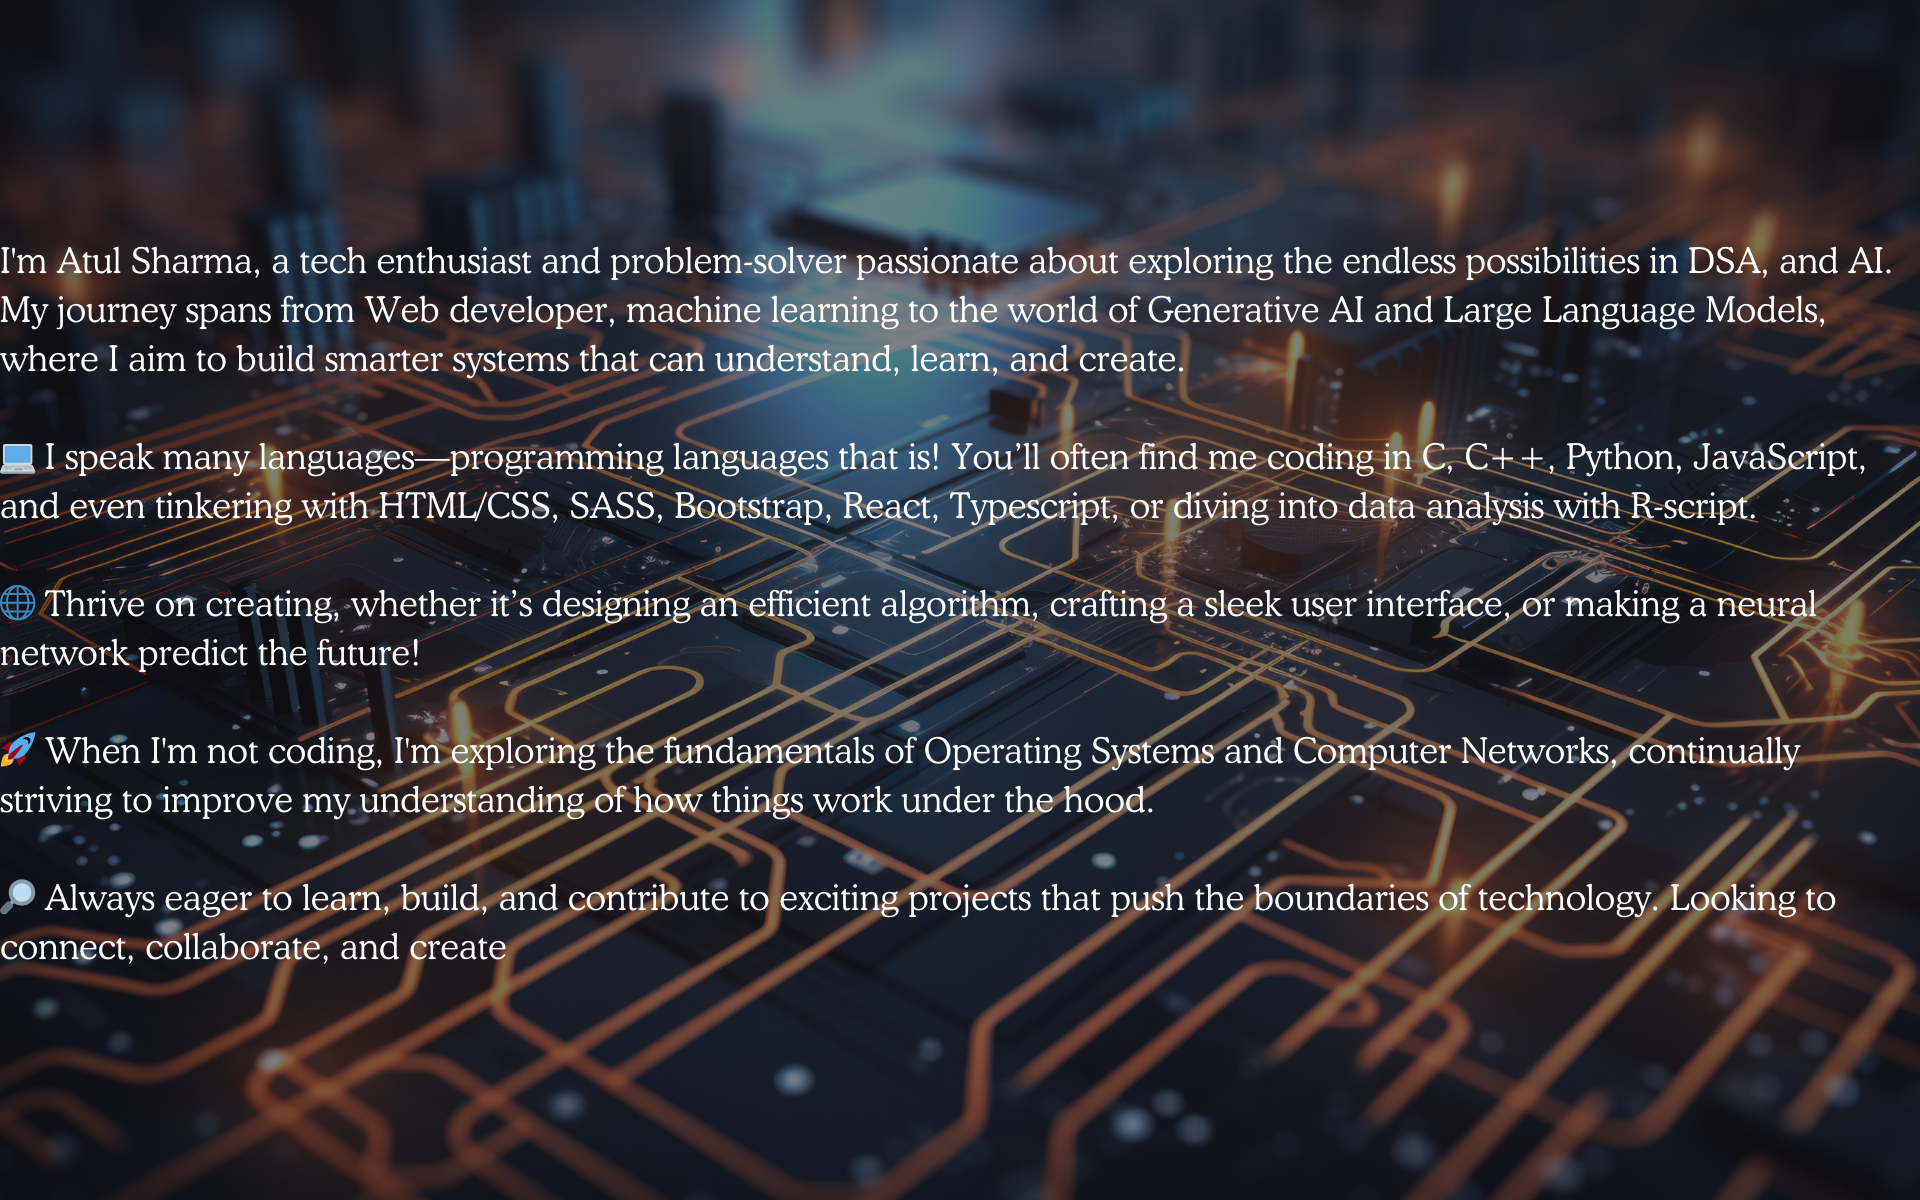 I'm Atul Sharma, a tech enthusiast and problem-solver passionate about exploring the endless possibilities in DSA, and AI.
My journey spans from Web developer, machine learning to the world of Generative AI and Large Language Models,
where I aim to build smarter systems that can understand, learn, and create.
💻 I speak many languages—programming languages that is! You’ll often find me coding in C, C++, Python, JavaScript,
and even tinkering with HTML/CSS, SASS, Bootstrap, React, Typescript, or diving into data analysis with R-script.
🌐 Thrive on creating, whether it’s designing an efficient algorithm, crafting a sleek user interface, or making a neural
network predict the future!
🚀 When I'm not coding, I'm exploring the fundamentals of Operating Systems and Computer Networks, continually
striving to improve my understanding of how things work under the hood.
🔎 Always eager to learn, build, and contribute to exciting projects that push the boundaries of technology. Looking to
connect, collaborate, and create